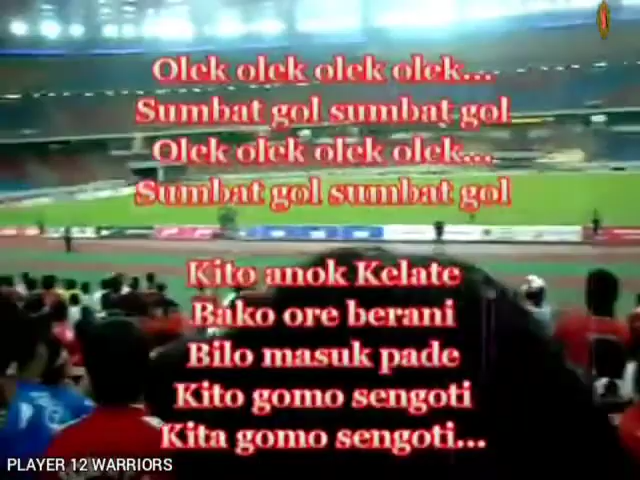 Olek olek olek olek...
Sumbat gol sumbat gol
Olek olek olek olek...
Sumbat gol sumbat gol
Kito anok Kelate
Bako ore berani
Bilo masuk pade
Kito gomo sengoti
Kita gomo sengoti...
PLAYER 12 WARRIORS